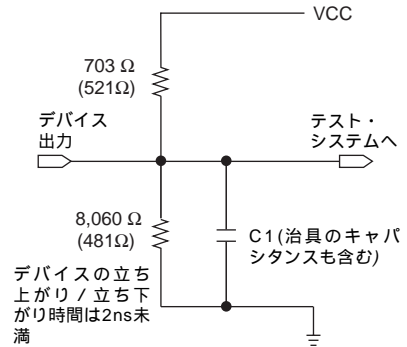 VCC
703 Ω
(521Ω)
デバイス
出力
テスト・
システムへ
8,060 Ω
(481Ω)
C1(治具のキャパ
シタンスも含む)
デバイスの立ち
上がり / 立ち下
がり時間は2ns未
満